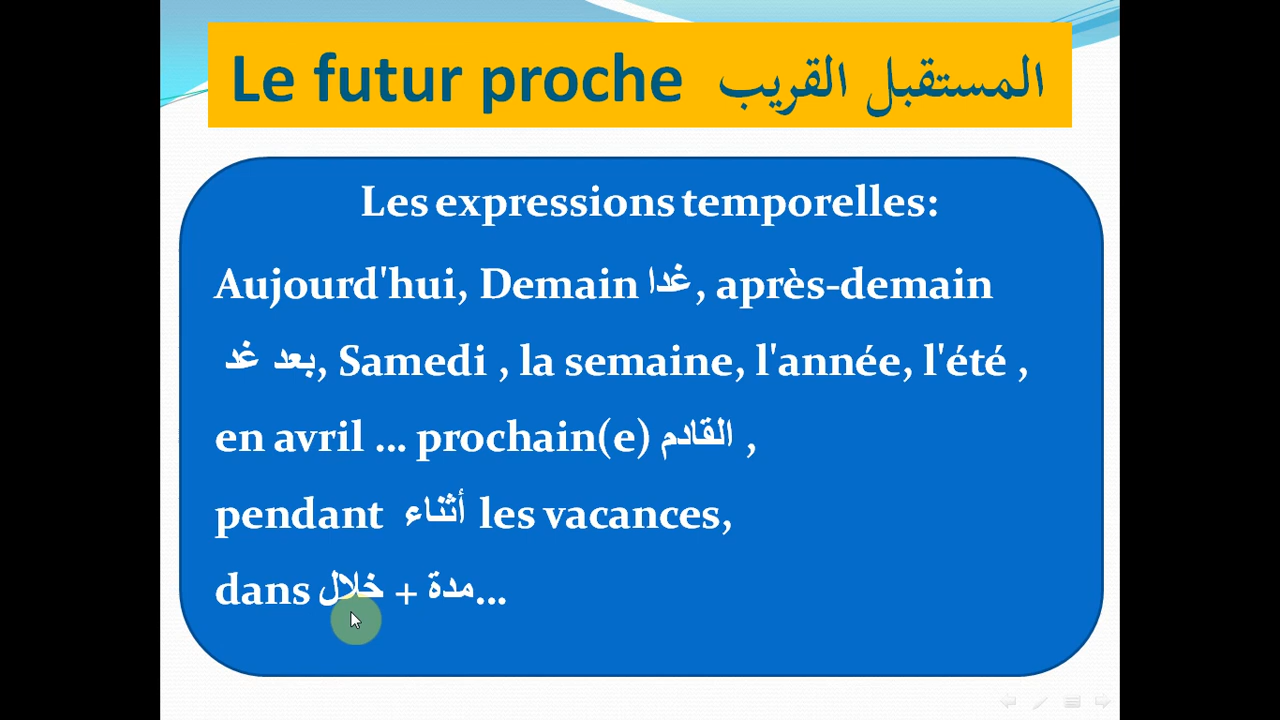 Le futur proche المستقبل القريب
Les expressions temporelles:
Aujourd'hui, Demain غدا, après-demain
بعد غد, Samedi , la semaine, l'année, l'été ,
en avril ... prochain(e) القادم ,
pendant أثناء les vacances,
dans خلال + مدة...